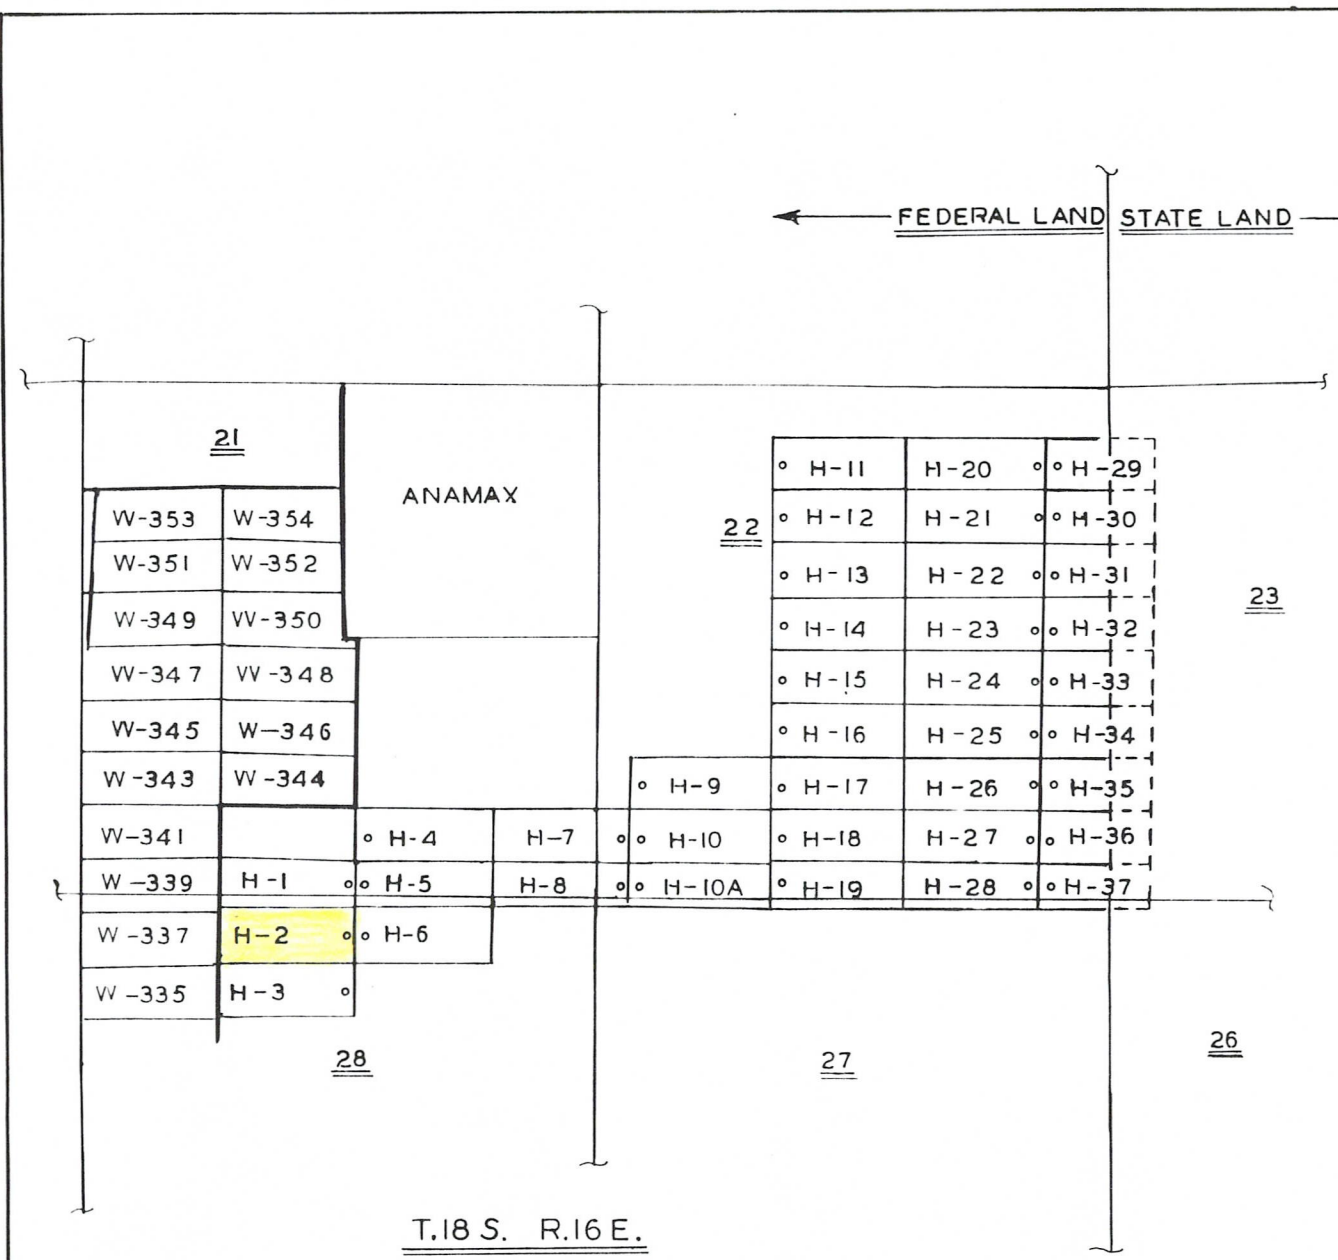 FEDERAL LAND STATE LAND
21
ANAMAX
H-11 H-20 H-29
W-353 W-354 22 H-12 H-21 H-30
W-351 W-352 H-13 H-22 H-31
23
W-349 W-350 H-14 H-23 H-32
W-347 W-348 H-15 H-24 H-33
W-345 W-346 H-16 H-25 H-34
W-343 W-344 H-9 H-17 H-26 H-35
W-341 H-4 H-7 H-10 H-18 H-27 H-36
W-339 H-1 H-5 H-8 H-10A H-19 H-28 H-37
W-337 H-2 H-6
W-335 H-3
28 27 26
T.18 S. R.16 E.